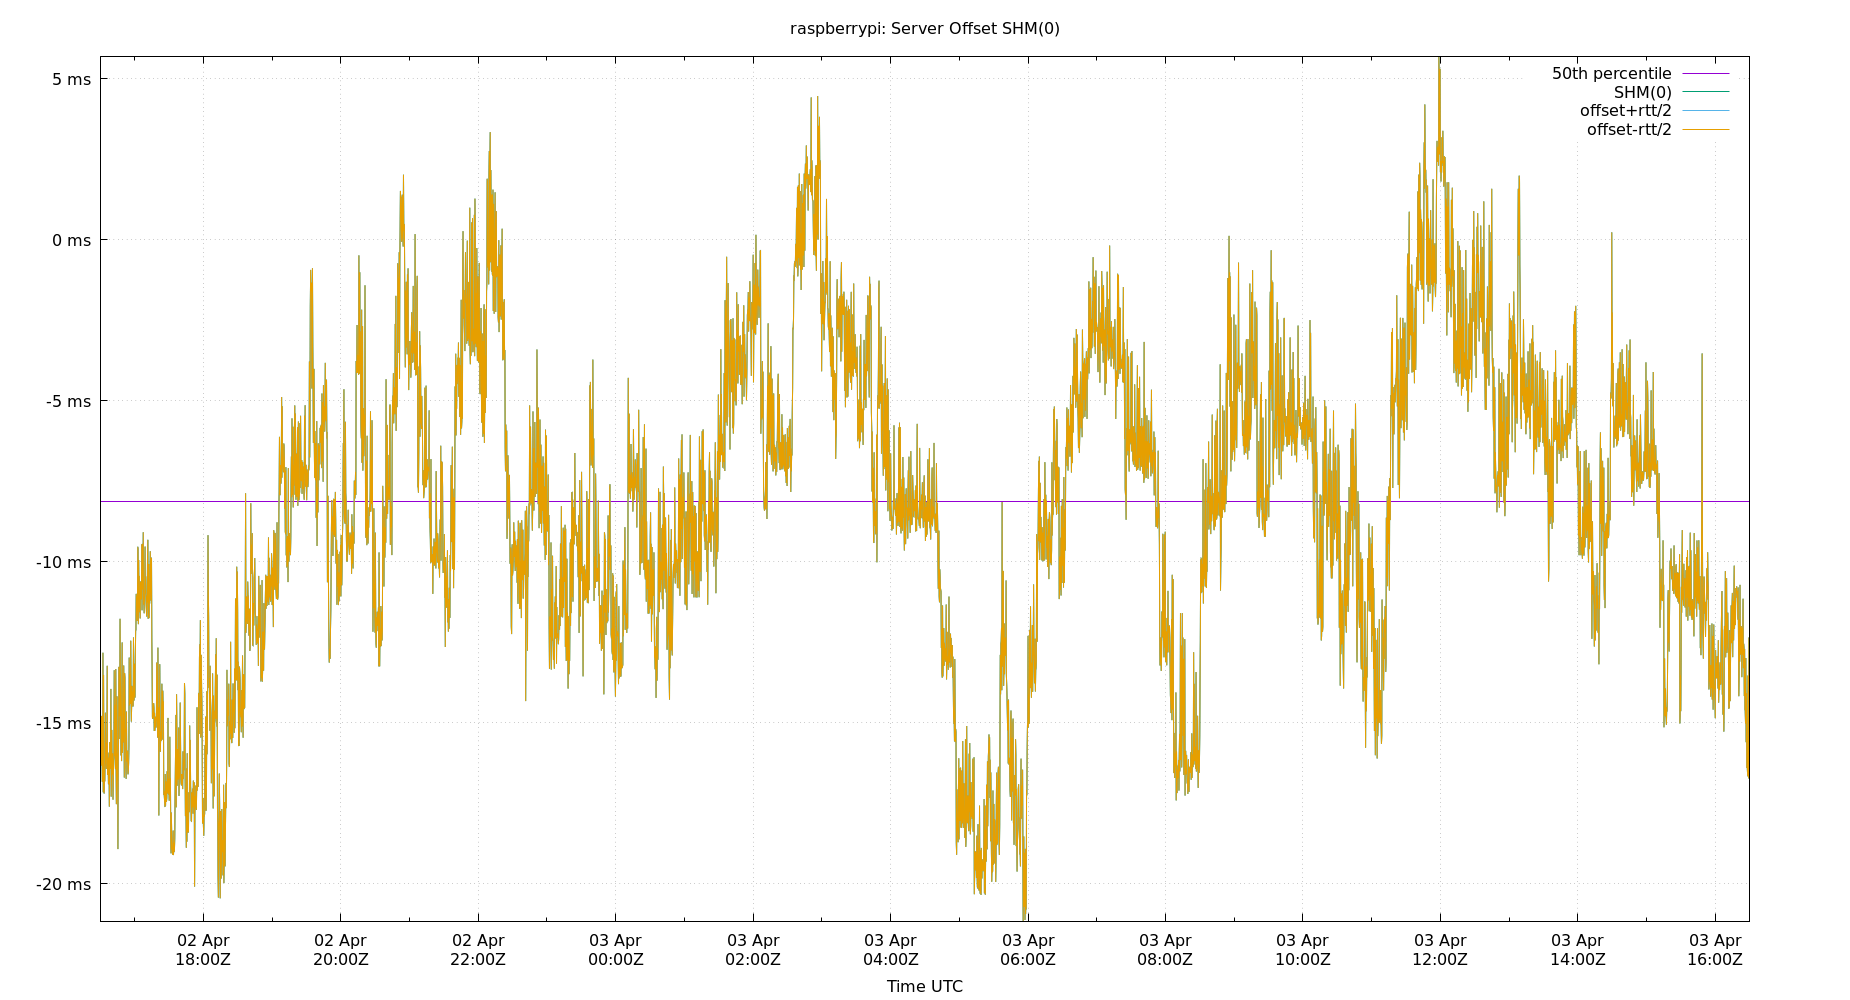 raspberrypi: Server Offset SHM(0)
50th percentile
SHM(0)
offset+rtt/2
offset-rtt/2
5 ms
0 ms
-5 ms
-10 ms
-15 ms
-20 ms
02 Apr 02 Apr 02 Apr 03 Apr 03 Apr 03 Apr 03 Apr 03 Apr 03 Apr 03 Apr 03 Apr 03 Apr
18:00Z 20:00Z 22:00Z 00:00Z 02:00Z 04:00Z 06:00Z 08:00Z 10:00Z 12:00Z 14:00Z 16:00Z
Time UTC